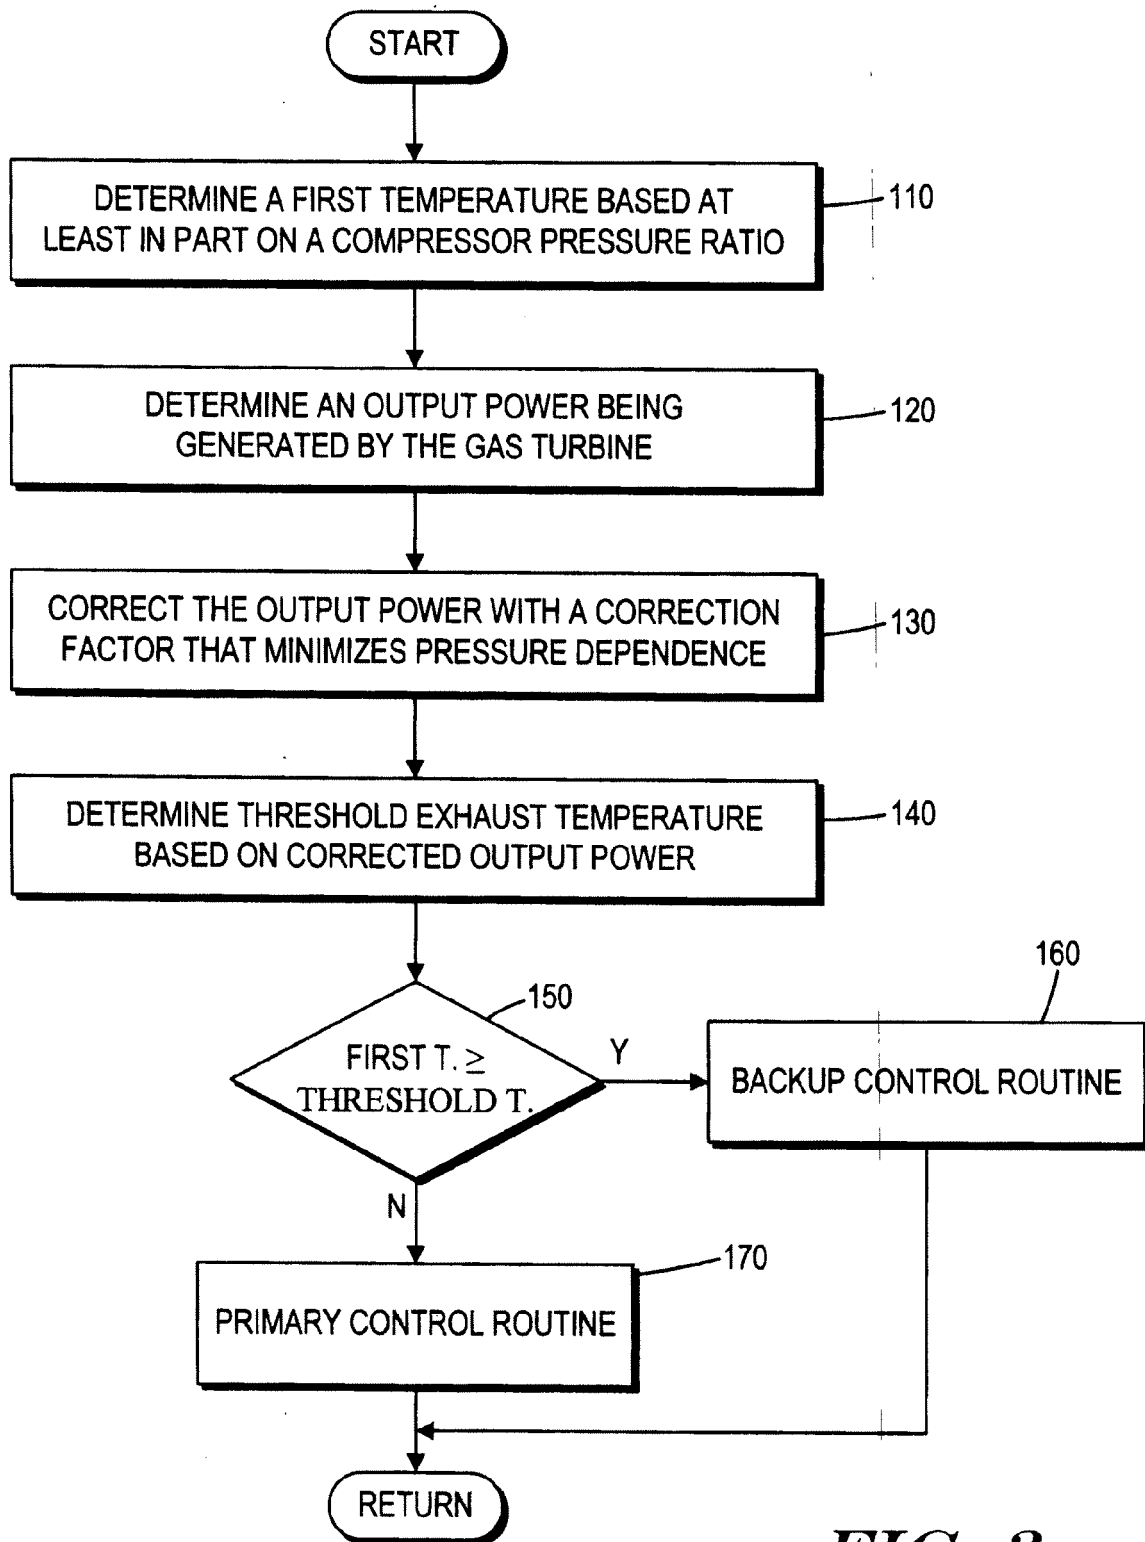 START
DETERMINE A FIRST TEMPERATURE BASED AT
LEAST IN PART ON A COMPRESSOR PRESSURE RATIO
110
DETERMINE AN OUTPUT POWER BEING
GENERATED BY THE GAS TURBINE
120
CORRECT THE OUTPUT POWER WITH A CORRECTION
FACTOR THAT MINIMIZES PRESSURE DEPENDENCE
130
DETERMINE THRESHOLD EXHAUST TEMPERATURE
BASED ON CORRECTED OUTPUT POWER
140
150
FIRST T. ≥
THRESHOLD T.
Y
160
BACKUP CONTROL ROUTINE
N
170
PRIMARY CONTROL ROUTINE
RETURN